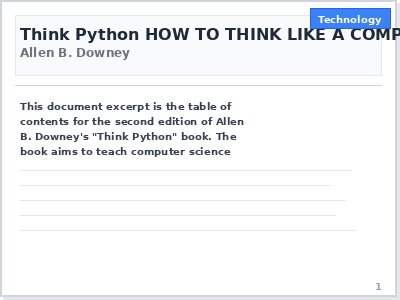 Technology
Think Python HOW TO THINK LIKE A COMP
Allen B. Downey
This document excerpt is the table of
contents for the second edition of Allen
B. Downey's "Think Python" book. The
book aims to teach computer science
1